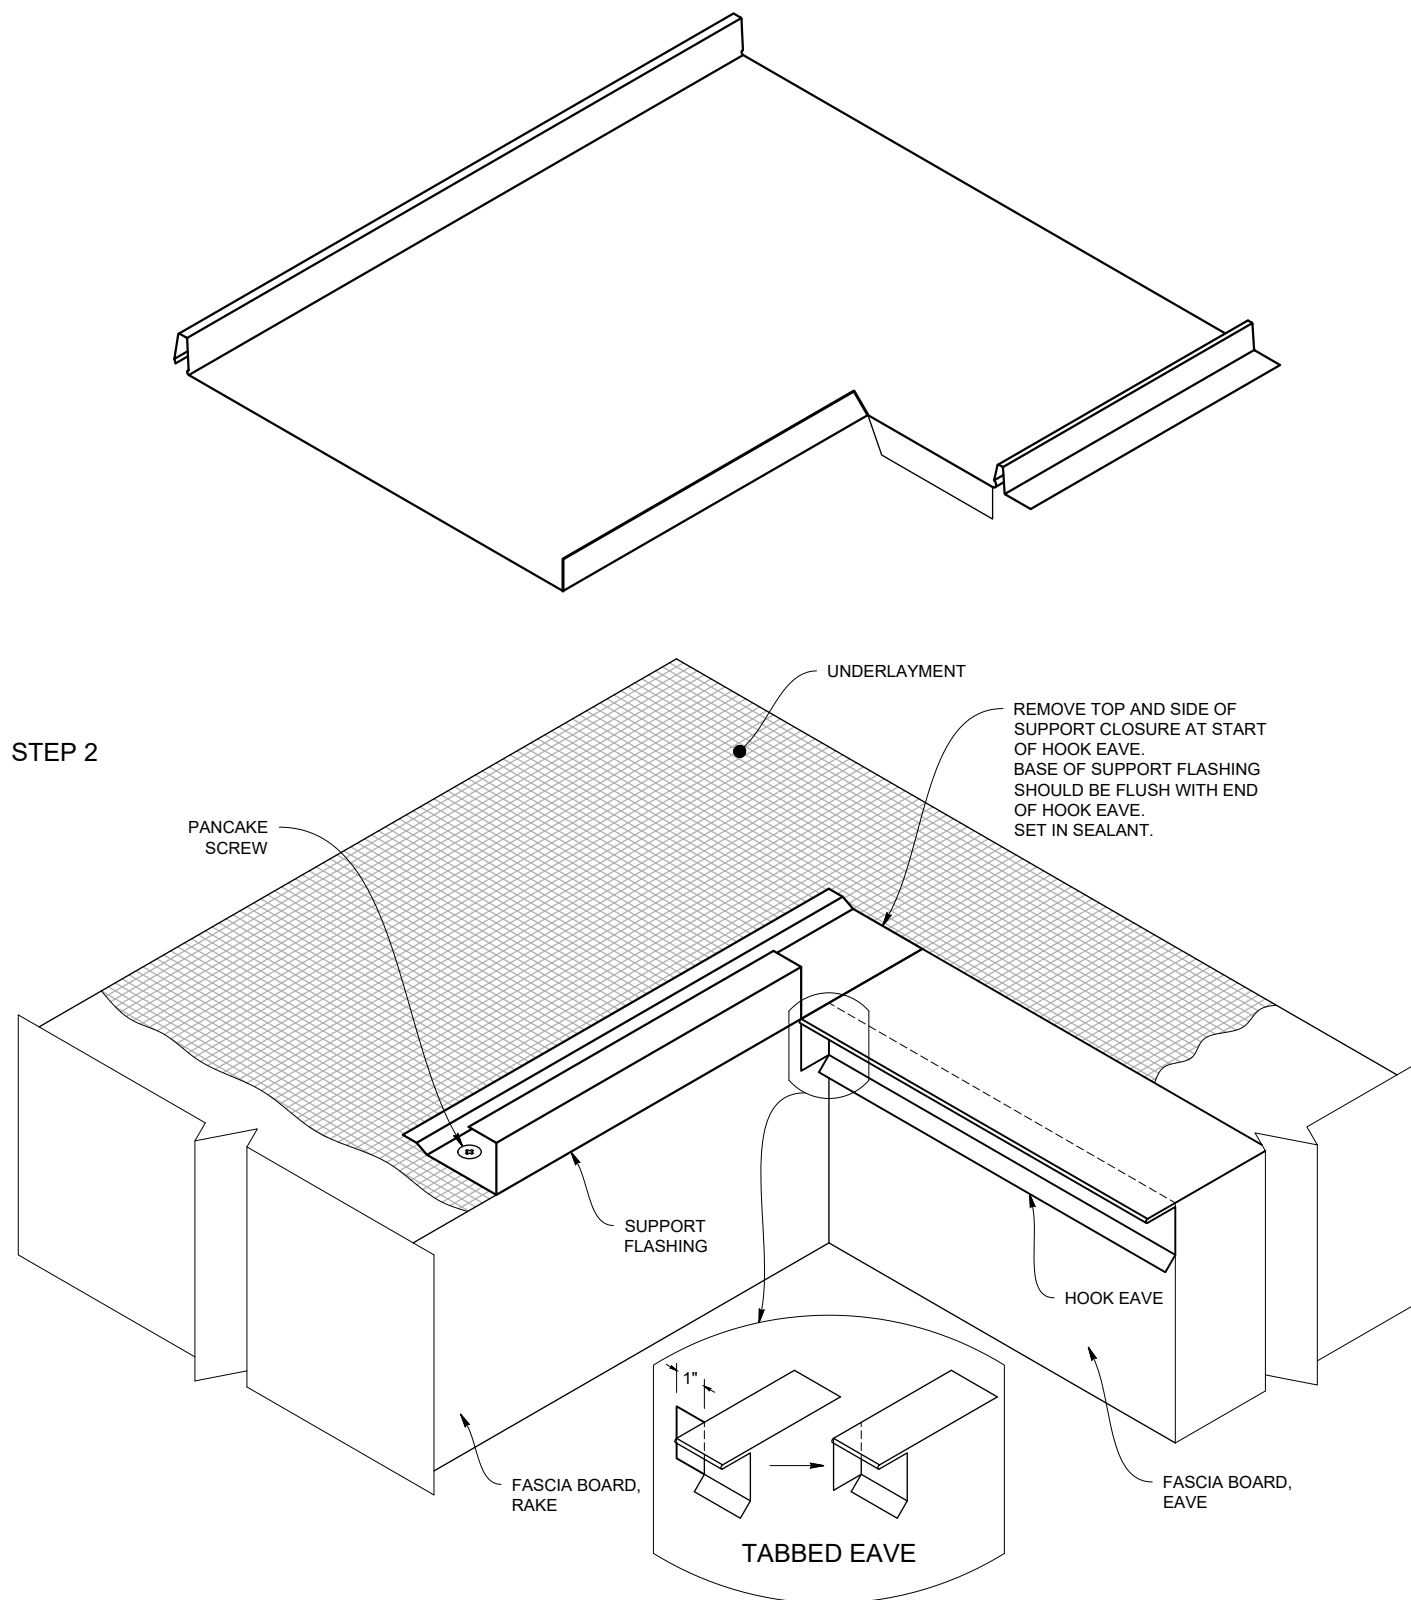 UNDERLAYMENT
REMOVE TOP AND SIDE OF
SUPPORT CLOSURE AT START
OF HOOK EAVE.
BASE OF SUPPORT FLASHING
SHOULD BE FLUSH WITH END
OF HOOK EAVE.
SET IN SEALANT.
STEP 2
PANCAKE
SCREW
SUPPORT
FLASHING
HOOK EAVE
1"
FASCIA BOARD,
RAKE
FASCIA BOARD,
EAVE
TABBED EAVE